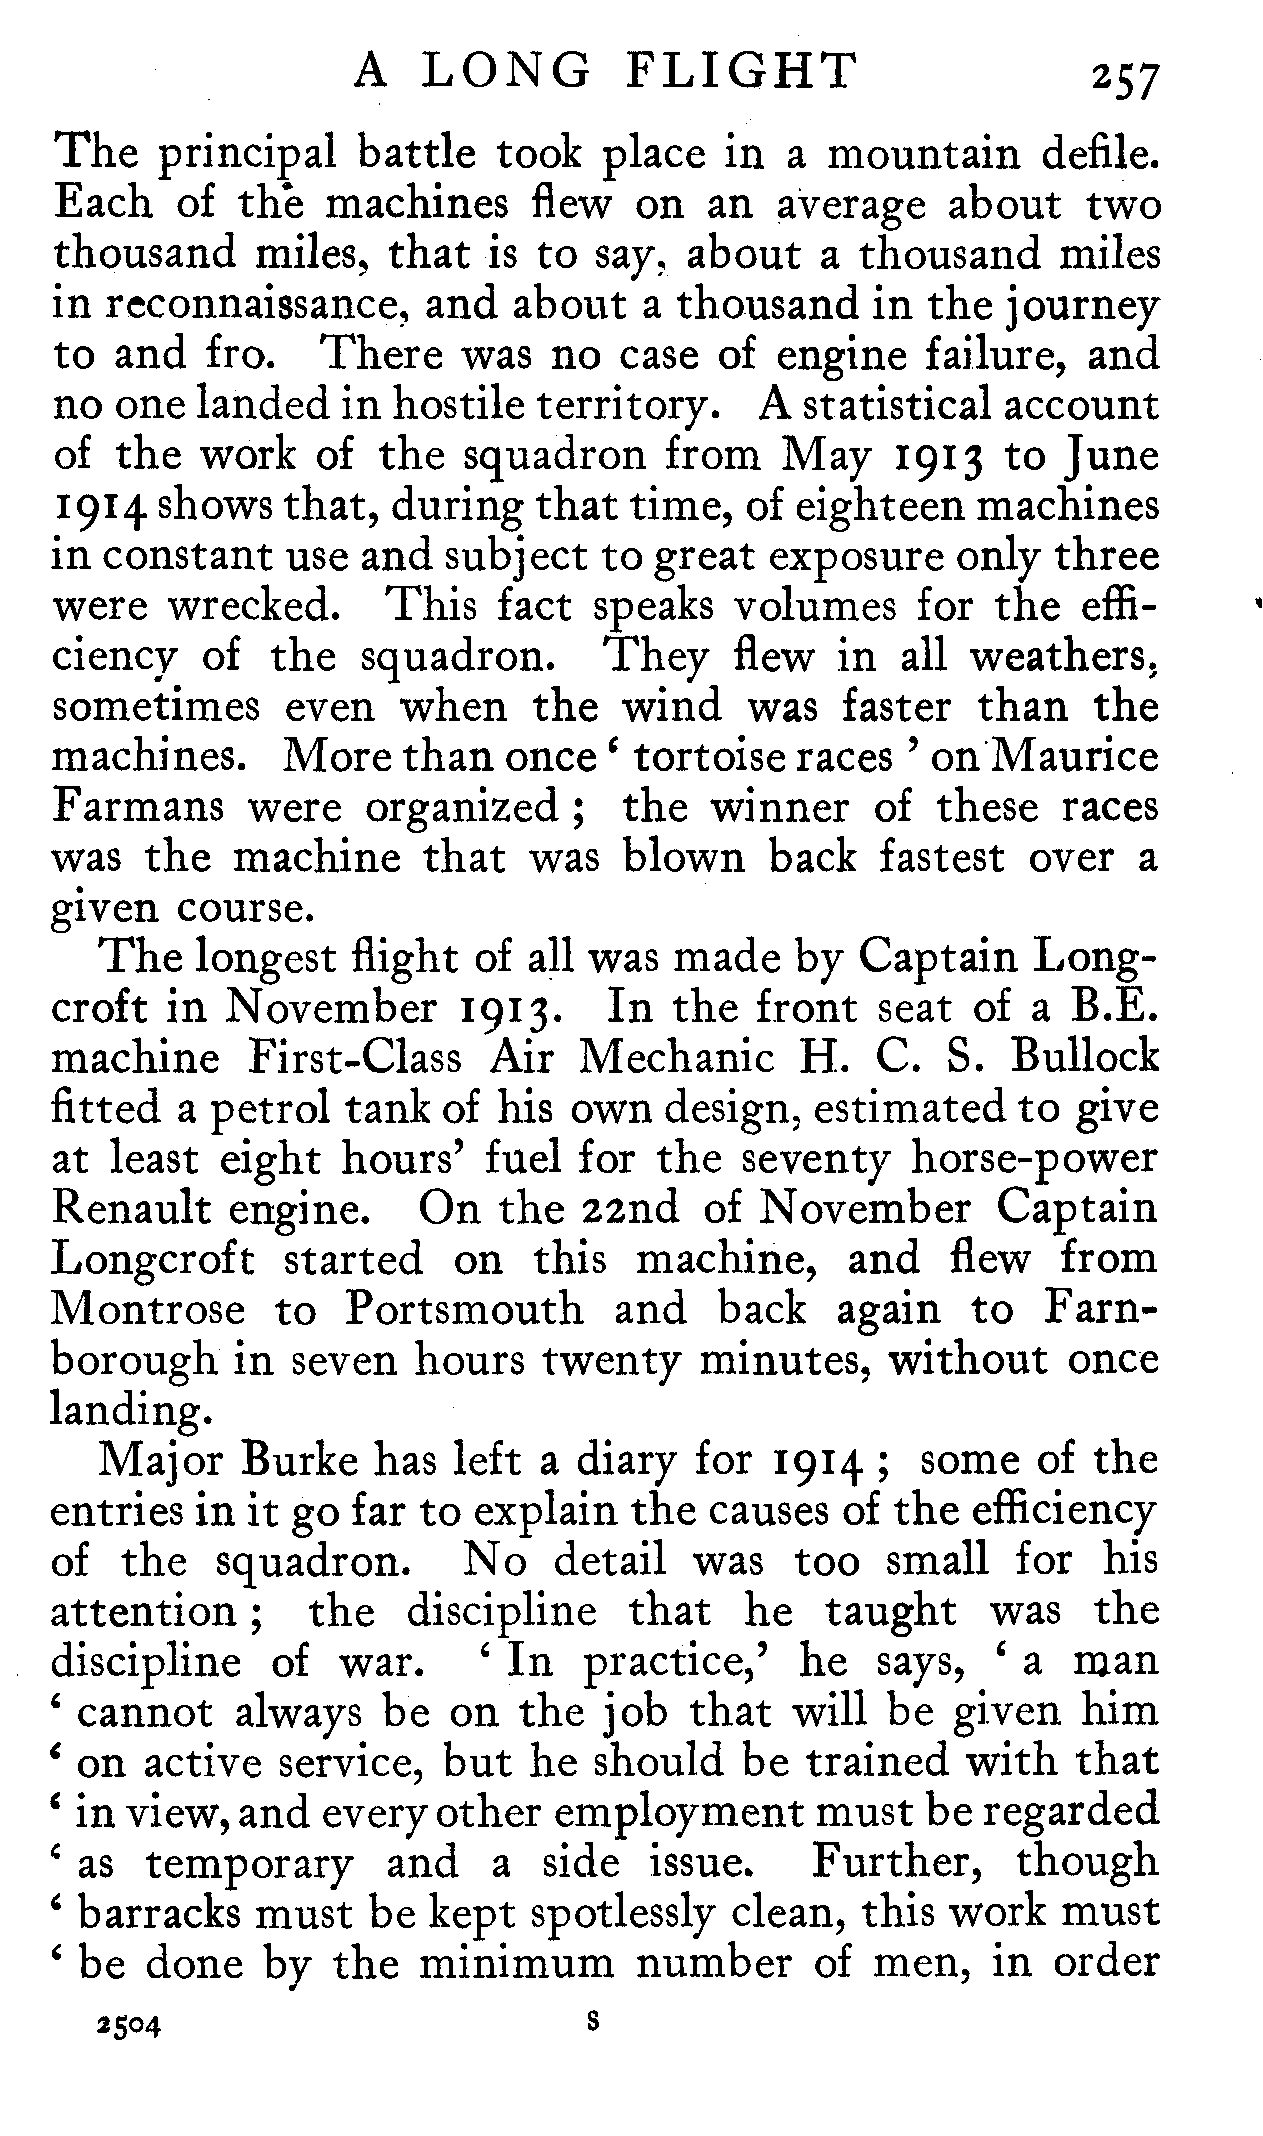 A LONG FLIGHT 257
The principal battle took place in a mountain defile.
Each of the machines flew on an average about two
thousand miles, that is to say, about a thousand miles
in reconnaissance, and about a thousand in the journey
to and fro. There was no case of engine failure, and
no one landed in hostile territory. A statistical account
of the work of the squadron from May 1913 to June
1914 shows that, during that time, of eighteen machines
in constant use and subject to great exposure only three
were wrecked. This fact speaks volumes for the effi-
ciency of the squadron. They flew in all weathers,
sometimes even when the wind was faster than the
machines. More than once ‘ tortoise races ’ on Maurice
Farmans were organized ; the winner of these races
was the machine that was blown back fastest over a
given course.
The longest flight of all was made by Captain Long-
croft in November 1913. In the front seat of a B.E.
machine First-Class Air Mechanic H. C. S. Bullock
fitted a petrol tank of his own design, estimated to give
at least eight hours’ fuel for the seventy horse-power
Renault engine. On the 22nd of November Captain
Longcroft started on this machine, and flew from
Montrose to Portsmouth and back again to Farn-
borough in seven hours twenty minutes, without once
landing.
Major Burke has left a diary for 1914 ; some of the
entries in it go far to explain the causes of the efficiency
of the squadron. No detail was too small for his
attention ; the discipline that he taught was the
discipline of war. ‘ In practice,’ he says, ‘ a man
‘ cannot always be on the job that will be given him
‘ on active service, but he should be trained with that
‘ in view, and every other employment must be regarded
‘ as temporary and a side issue. Further, though
‘ barracks must be kept spotlessly clean, this work must
‘ be done by the minimum number of men, in order
2504 S